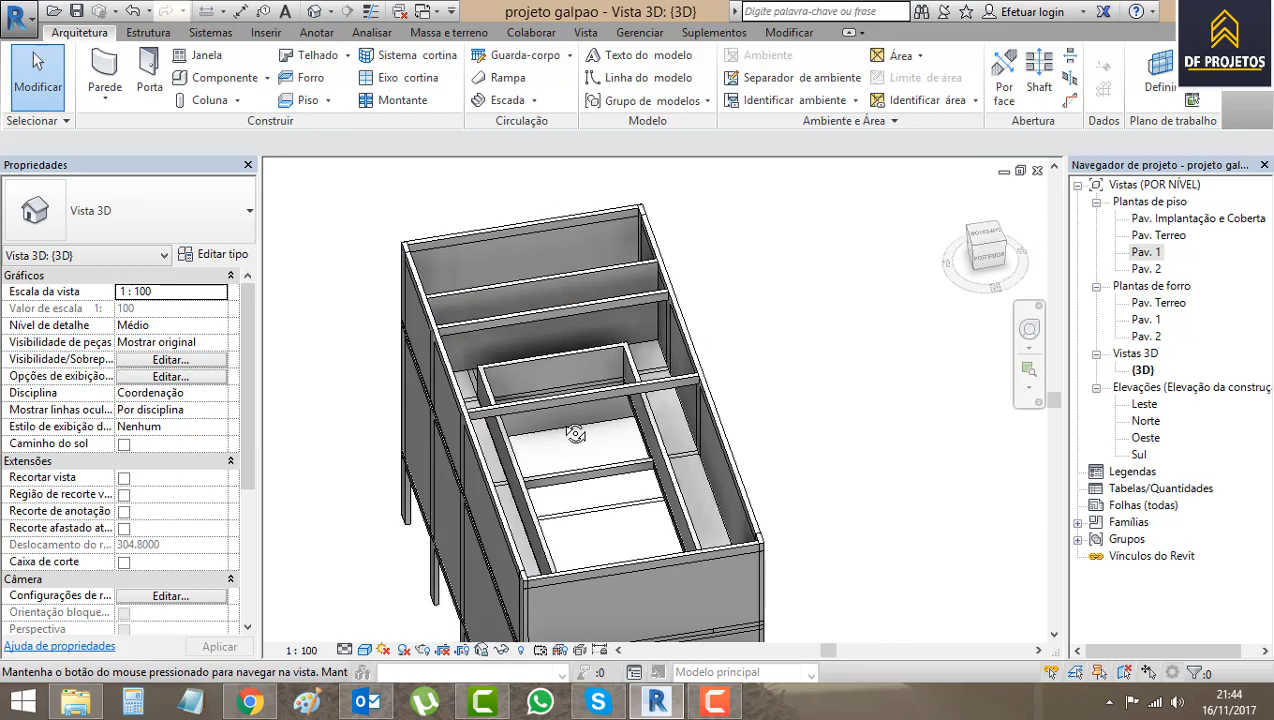 projeto galpao - Vista 3D: {3D}
Digite palavra-chave ou frase
Efetuar login
Arquitetura Estrutura Sistemas Inserir Anotar Analisar Massa e terreno Colaborar Vista Gerenciar Suplementos Modificar
DF PROJETOS
Modificar
Parede
Porta
Janela
Componente
Coluna
Telhado
Forro
Piso
Sistema cortina
Eixo cortina
Montante
Guarda-corpo
Rampa
Escada
Texto do modelo
Linha do modelo
Grupo de modelos
Ambiente
Separador de ambiente
Identificar ambiente
Área
Limite de área
Identificar área
Por face
Shaft
Selecionar
Construir
Circulação
Modelo
Ambiente e Área
Abertura
Dados
Plano de trabalho
Propriedades
Vista 3D
Vista 3D: {3D}
Editar tipo
Gráficos
Escala da vista 1 : 100
Valor de escala 1: 100
Nível de detalhe Médio
Visibilidade de peças Mostrar original
Visibilidade/Sobrep... Editar...
Opções de exibição... Editar...
Disciplina Coordenação
Mostrar linhas ocul... Por disciplina
Estilo de exibição d... Nenhum
Caminho do sol
Extensões
Recortar vista
Região de recorte v...
Recorte de anotação
Recorte afastado at...
Deslocamento do r... 304.8000
Caixa de corte
Câmera
Configurações de r... Editar...
Orientação bloque...
Perspectiva
Ajuda de propriedades
Aplicar
POSTERIOR
1 : 100
Navegador de projeto - projeto gal...
Vistas (POR NÍVEL)
Plantas de piso
Pav. Implantação e Coberta
Pav. Terreo
Pav. 1
Pav. 2
Plantas de forro
Pav. Terreo
Pav. 1
Pav. 2
Vistas 3D
{3D}
Elevações (Elevação da construç
Leste
Norte
Oeste
Sul
Legendas
Tabelas/Quantidades
Folhas (todas)
Famílias
Grupos
Vínculos do Revit
Mantenha o botão do mouse pressionado para navegar na vista. Mant
:0
Modelo principal
:0
21:44
16/11/2017